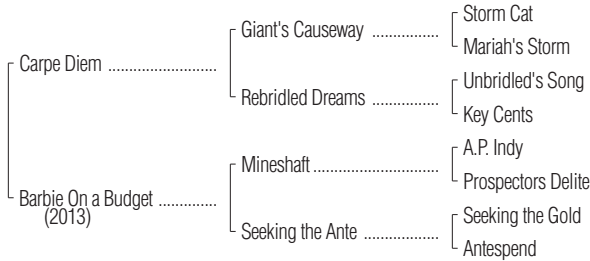 Storm Cat
Giant's Causeway ................
Mariah's Storm
Carpe Diem ..........................
Unbridled's Song
Rebridled Dreams ................
Key Cents
A.P. Indy
Mineshaft ..............................
Prospectors Delite
Barbie On a Budget ..............
(2013)
Seeking the Gold
Seeking the Ante ..................
Antespend